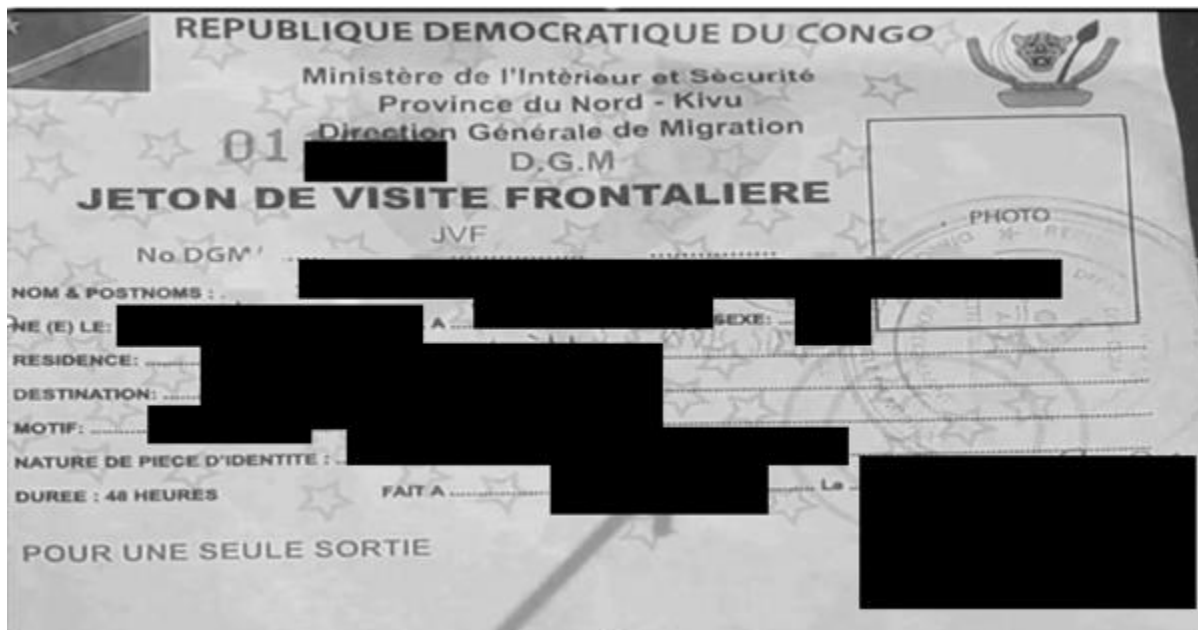 REPUBLIQUE DEMOCRATIQUE DU CONGO
Ministère de l'Intèrieur et Sècurité
Province du Nord - Kivu
Direction Générale de Migration
01 D.G.M
JETON DE VISITE FRONTALIERE
PHOTO
JVF
No DGM
NOM & POSTNOMS :
NE (E) LE: A SEXE:
RESIDENCE:
DESTINATION:
MOTIF:
NATURE DE PIECE D'IDENTITE :
DUREE : 48 HEURES FAIT A Le
POUR UNE SEULE SORTIE